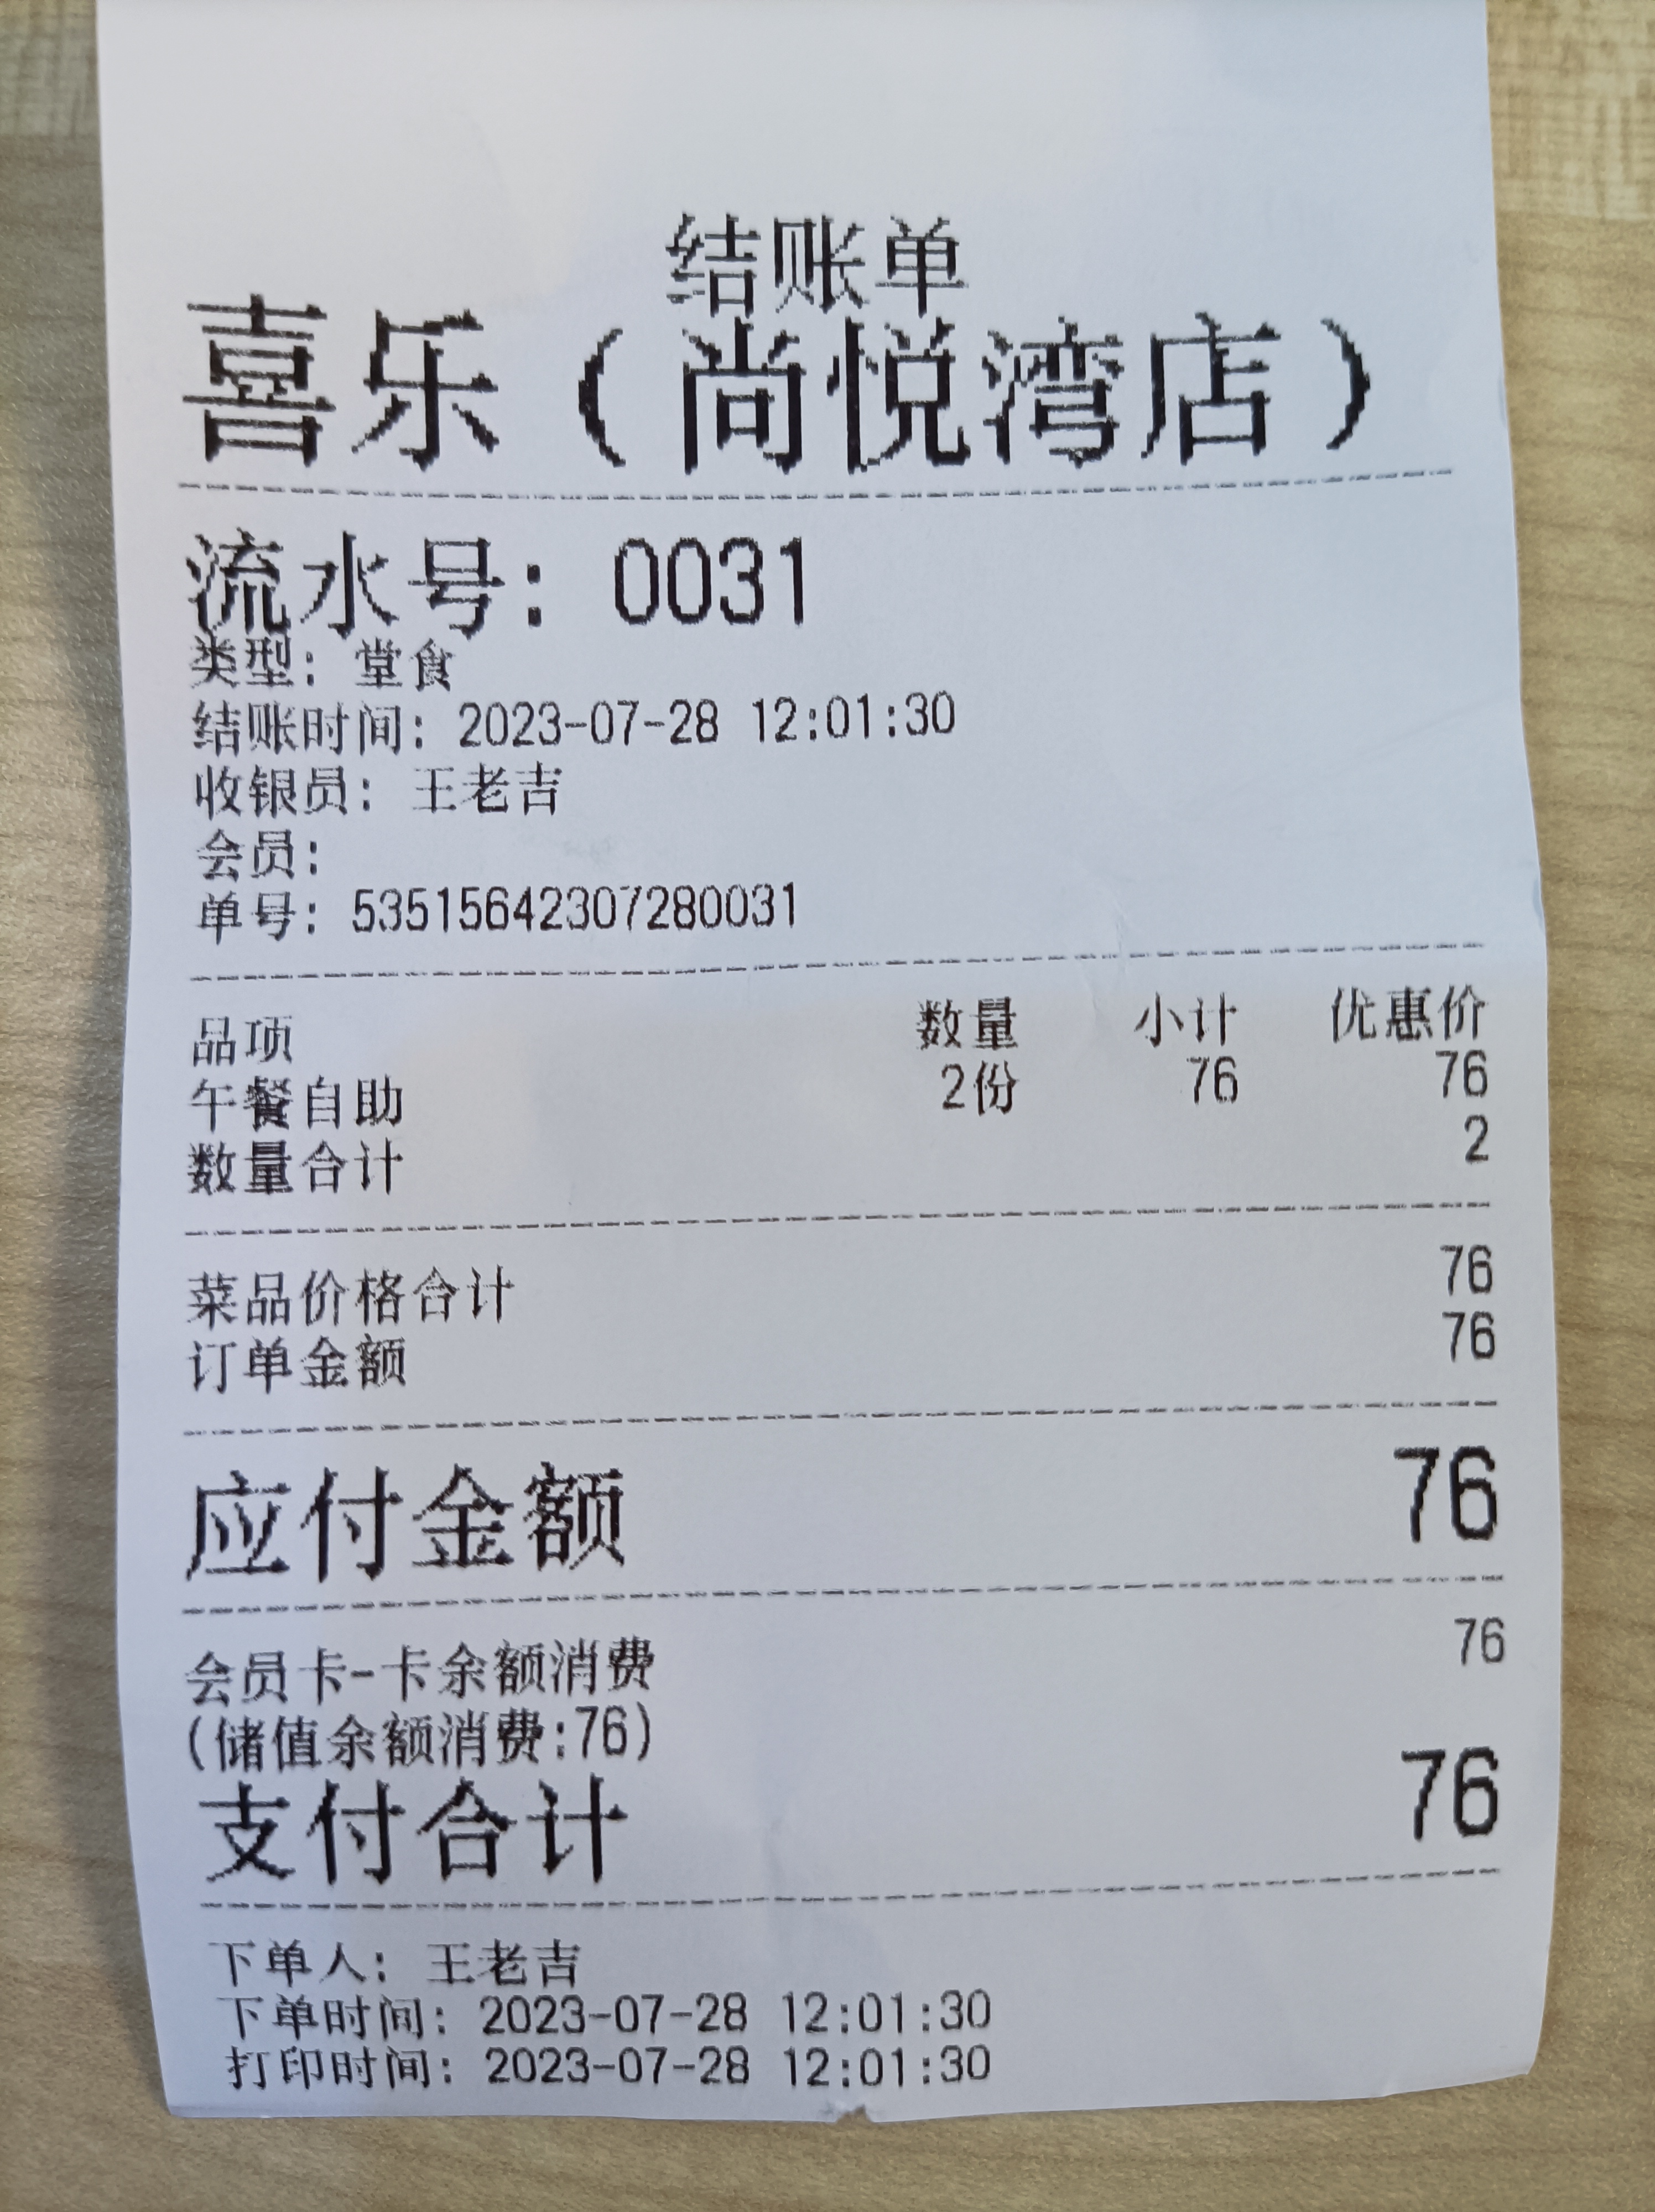 结账单
喜乐（尚悦湾店）
流水号：0031
类型：堂食
结账时间：2023-07-28 12:01:30
收银员：王老吉
会员：
单号：53515642307280031
品项 数量 小计 优惠价
午餐自助 2份 76 76
数量合计 2
菜品价格合计 76
订单金额 76
应付金额 76
会员卡-卡余额消费 76
(储值余额消费:76)
支付合计 76
下单人：王老吉
下单时间：2023-07-28 12:01:30
打印时间：2023-07-28 12:01:30